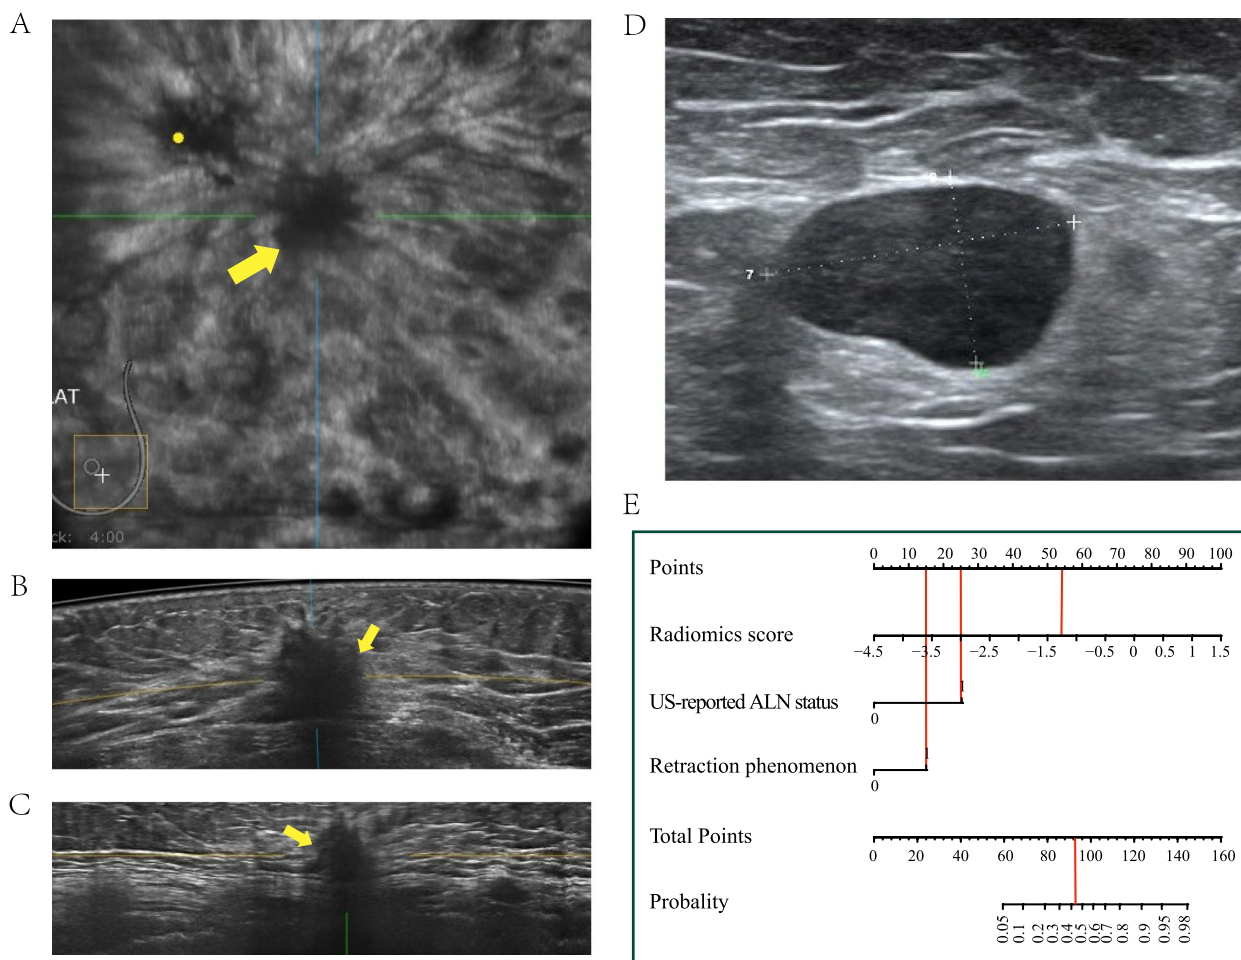 A
LAT
ck: 4:00
B
C
D
7
E
Points
0 10 20 30 40 50 60 70 80 90 100
Radiomics score
−4.5 −3.5 −2.5 −1.5 −0.5 0 0.5 1 1.5
US-reported ALN status
0 1
Retraction phenomenon
0 1
Total Points
0 20 40 60 80 100 120 140 160
Probality
0.05 0.1 0.2 0.3 0.4 0.5 0.6 0.7 0.8 0.9 0.95 0.98